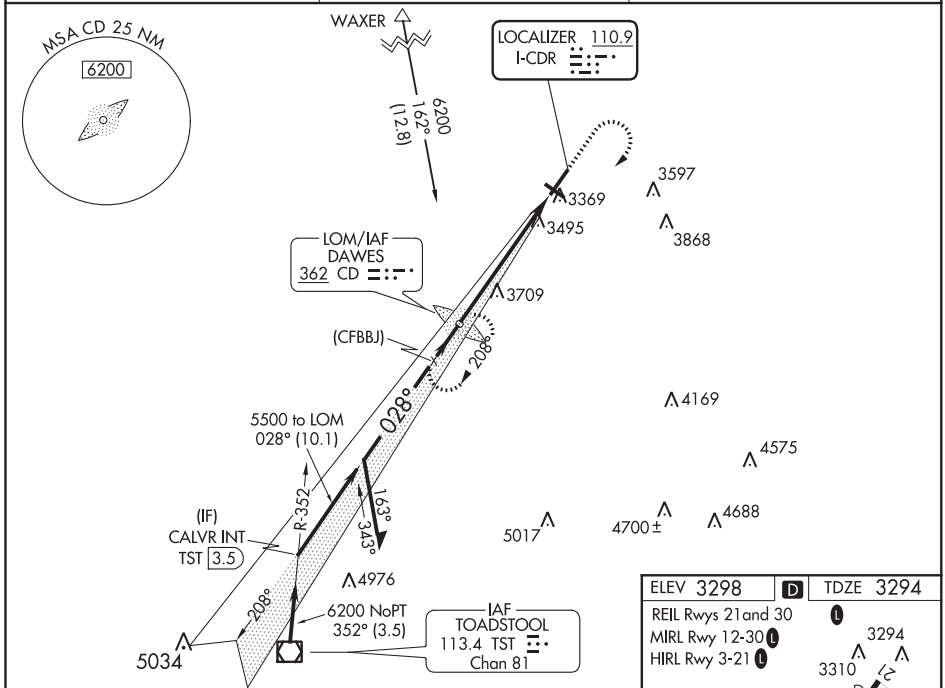 MSA CD 25 NM
6200
WAXER
6200
162°
(12.8)
LOCALIZER 110.9
I-CDR
3597
3369
3495
3868
LOM/IAF
DAWES
362 CD
3709
(CFBBJ)
208°
028°
4169
5500 to LOM
028° (10.1)
4575
R-352
163°
343°
(IF)
CALVR INT
TST 3.5
5017
4700±
4688
4976
208°
6200 NoPT
352° (3.5)
IAF
TOADSTOOL
113.4 TST
Chan 81
5034
ELEV 3298 D TDZE 3294
REIL Rwys 21and 30 L
MIRL Rwy 12-30 L
HIRL Rwy 3-21 L
3294
3310
21